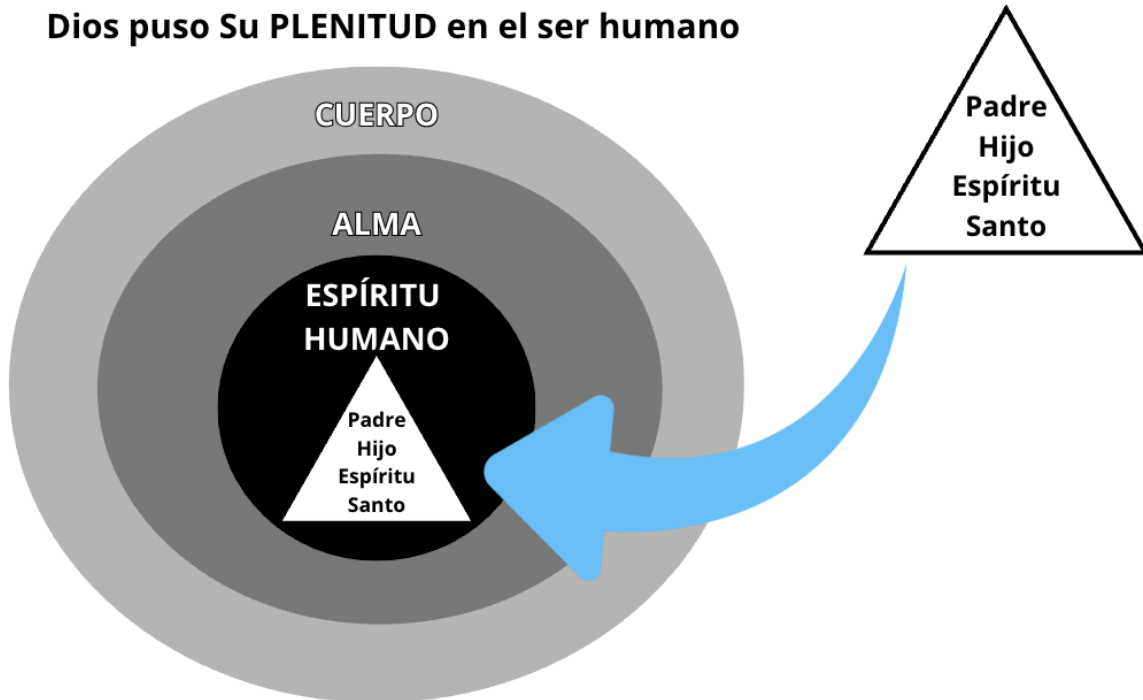 Dios puso Su PLENITUD en el ser humano
CUERPO
ALMA
ESPÍRITU
HUMANO
Padre
Hijo
Espíritu
Santo
Padre
Hijo
Espíritu
Santo